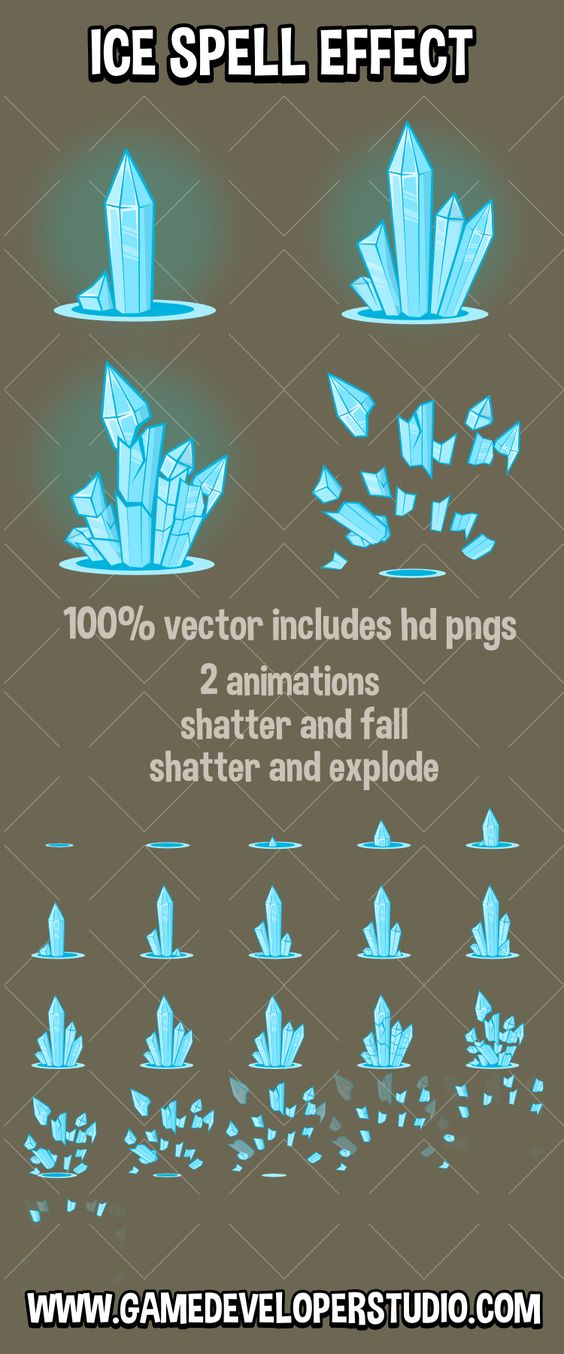 ICE SPELL EFFECT
100% vector includes hd pngs
2 animations
shatter and fall
shatter and explode
WWW.GAMEDEVELOPERSTUDIO.COM